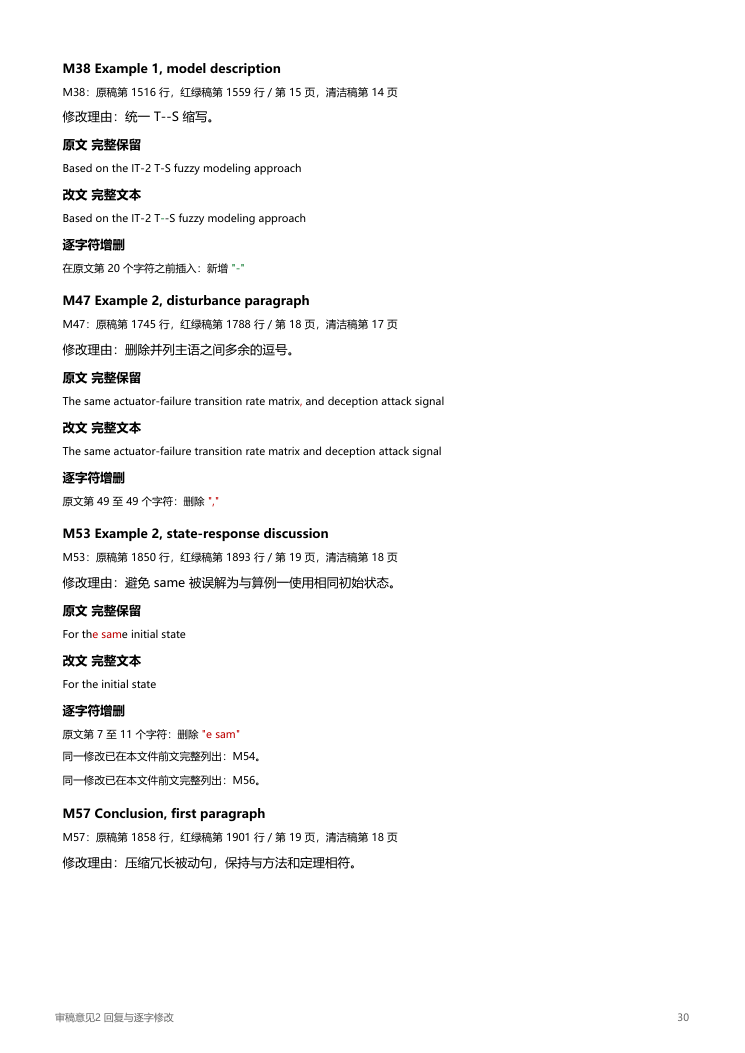 M38 Example 1, model description
M38：原稿第 1516 行，红绿稿第 1559 行 / 第 15 页，清洁稿第 14 页
修改理由：统一 T--S 缩写。
原文 完整保留
Based on the IT-2 T-S fuzzy modeling approach
改文 完整文本
Based on the IT-2 T--S fuzzy modeling approach
逐字符增删
在原文第 20 个字符之前插入：新增 "-"
M47 Example 2, disturbance paragraph
M47：原稿第 1745 行，红绿稿第 1788 行 / 第 18 页，清洁稿第 17 页
修改理由：删除并列主语之间多余的逗号。
原文 完整保留
The same actuator-failure transition rate matrix, and deception attack signal
改文 完整文本
The same actuator-failure transition rate matrix and deception attack signal
逐字符增删
原文第 49 至 49 个字符：删除 ","
M53 Example 2, state-response discussion
M53：原稿第 1850 行，红绿稿第 1893 行 / 第 19 页，清洁稿第 18 页
修改理由：避免 same 被误解为与算例一使用相同初始状态。
原文 完整保留
For the same initial state
改文 完整文本
For the initial state
逐字符增删
原文第 7 至 11 个字符：删除 "e sam"
同一修改已在本文件前文完整列出：M54。
同一修改已在本文件前文完整列出：M56。
M57 Conclusion, first paragraph
M57：原稿第 1858 行，红绿稿第 1901 行 / 第 19 页，清洁稿第 18 页
修改理由：压缩冗长被动句，保持与方法和定理相符。
审稿意见2 回复与逐字修改
30